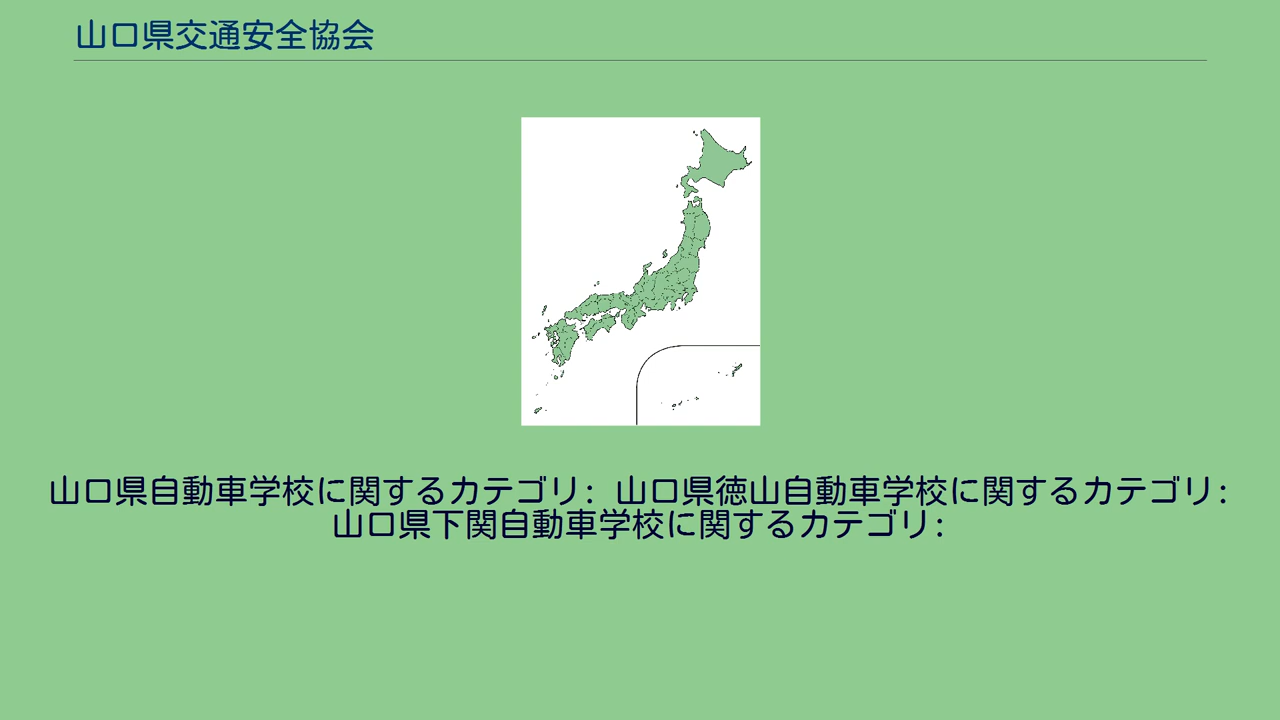 山口県交通安全協会
山口県自動車学校に関するカテゴリ: 山口県徳山自動車学校に関するカテゴリ:
山口県下関自動車学校に関するカテゴリ: